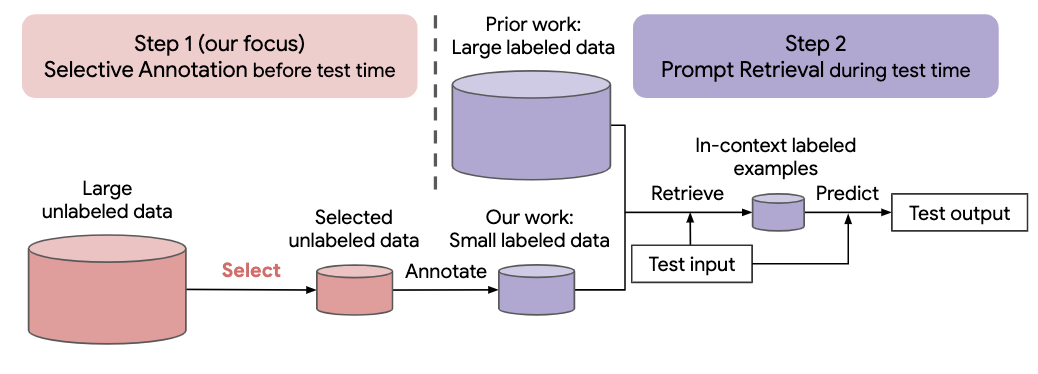 Step 1 (our focus)
Selective Annotation before test time
Prior work:
Large labeled data
Step 2
Prompt Retrieval during test time
Large
unlabeled data
Select
Selected
unlabeled data
Annotate
Our work:
Small labeled data
Retrieve
In-context labeled
examples
Predict
Test input
Test output